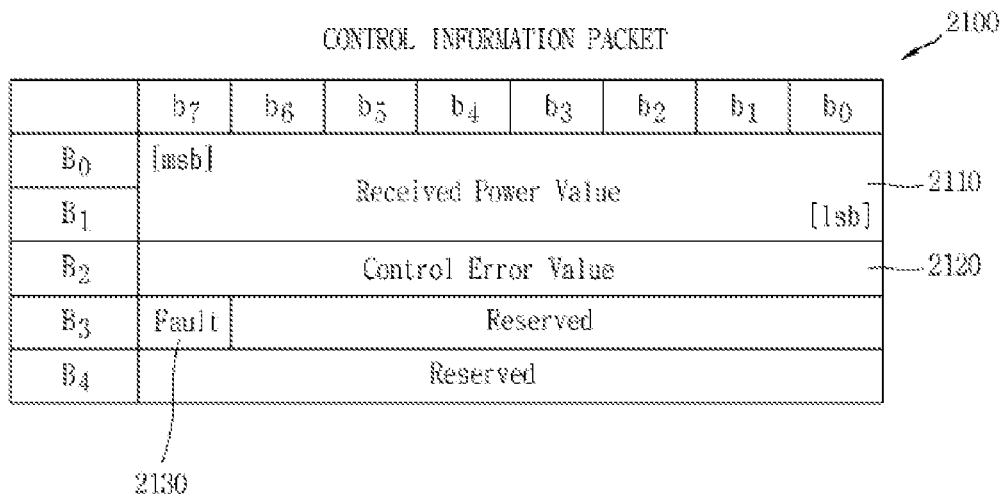 CONTROL INFORMATION PACKET
2100
b7 b6 b5 b4 b3 b2 b1 b0
B0 [msb]
Received Power Value 2110
B1 [lsb]
B2 Control Error Value 2120
B3 Fault Reserved
B4 Reserved
2130